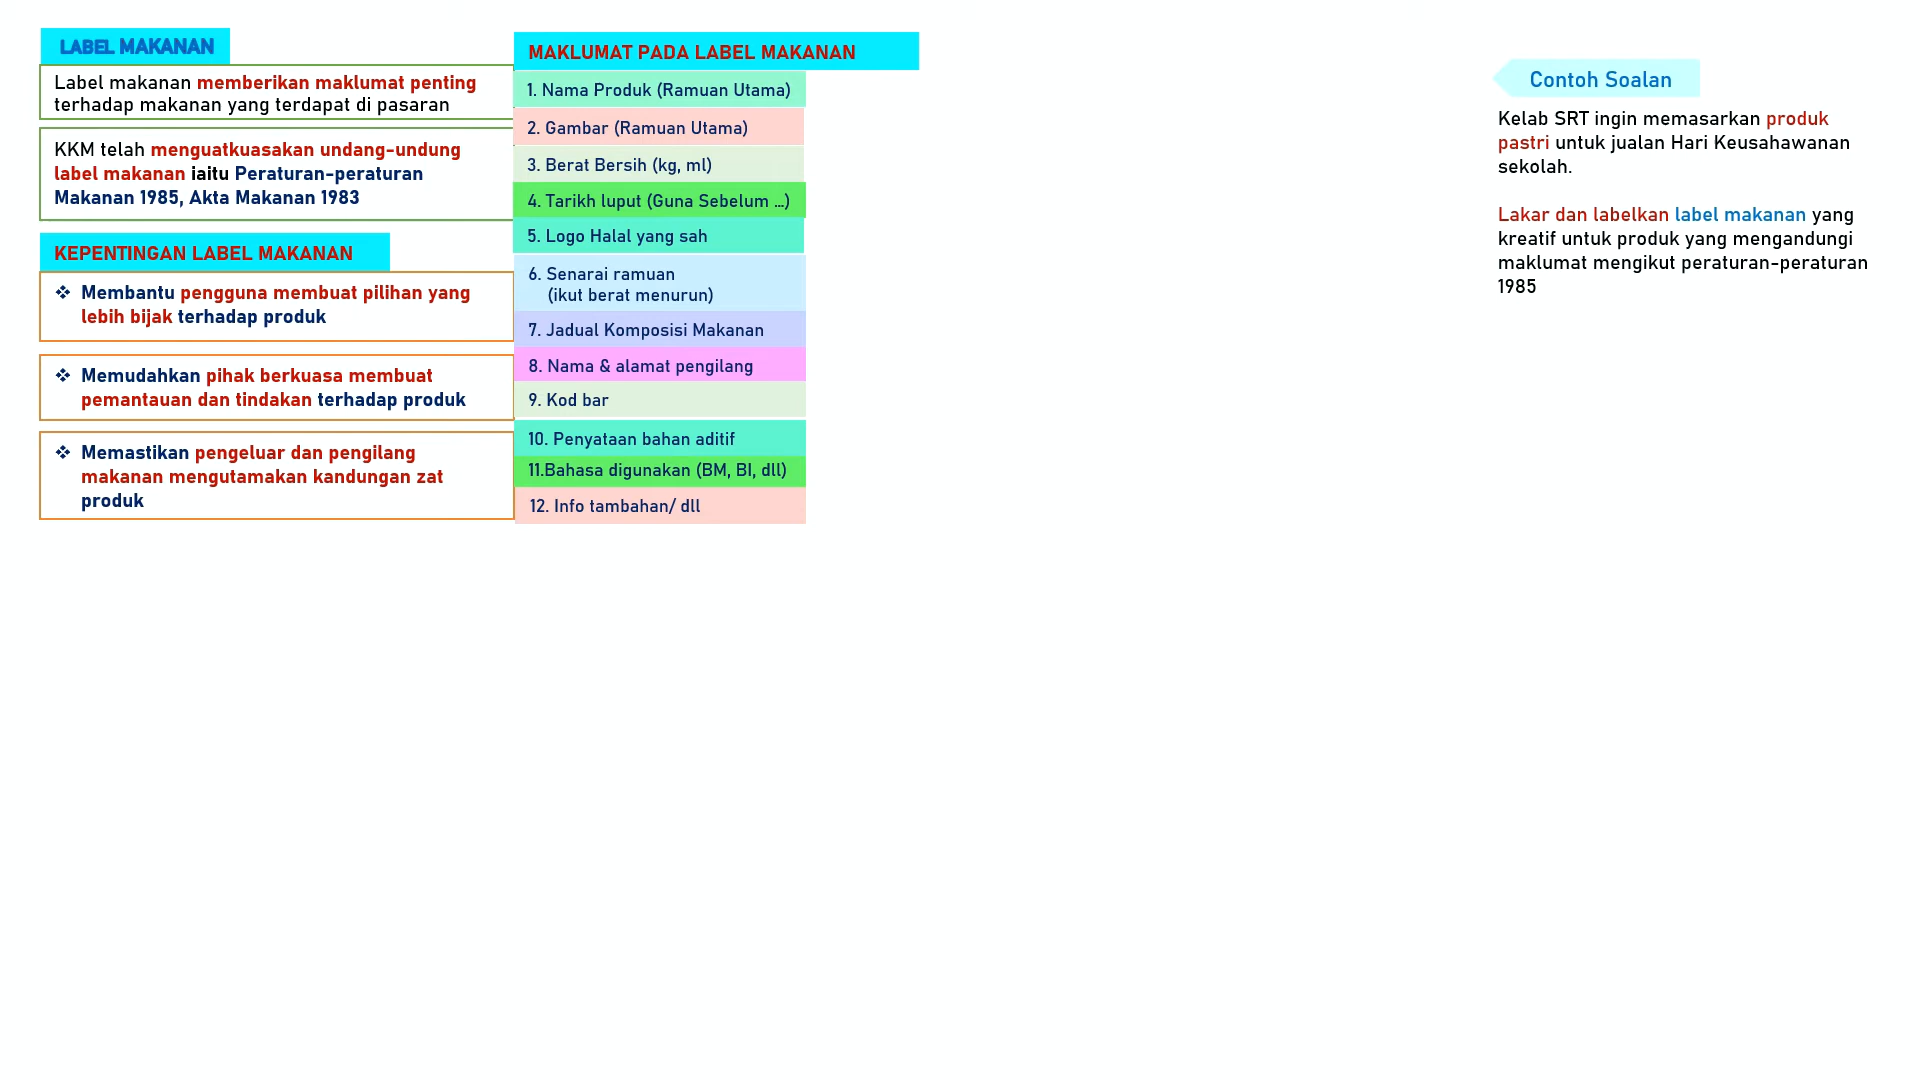 LABEL MAKANAN
Label makanan memberikan maklumat penting
terhadap makanan yang terdapat di pasaran
KKM telah menguatkuasakan undang-undung
label makanan iaitu Peraturan-peraturan
Makanan 1985, Akta Makanan 1983
KEPENTINGAN LABEL MAKANAN
❖ Membantu pengguna membuat pilihan yang
lebih bijak terhadap produk
❖ Memudahkan pihak berkuasa membuat
pemantauan dan tindakan terhadap produk
❖ Memastikan pengeluar dan pengilang
makanan mengutamakan kandungan zat
produk
MAKLUMAT PADA LABEL MAKANAN
1. Nama Produk (Ramuan Utama)
2. Gambar (Ramuan Utama)
3. Berat Bersih (kg, ml)
4. Tarikh luput (Guna Sebelum ...)
5. Logo Halal yang sah
6. Senarai ramuan
(ikut berat menurun)
7. Jadual Komposisi Makanan
8. Nama & alamat pengilang
9. Kod bar
10. Penyataan bahan aditif
11.Bahasa digunakan (BM, BI, dll)
12. Info tambahan/ dll
Contoh Soalan
Kelab SRT ingin memasarkan produk
pastri untuk jualan Hari Keusahawanan
sekolah.
Lakar dan labelkan label makanan yang
kreatif untuk produk yang mengandungi
maklumat mengikut peraturan-peraturan
1985